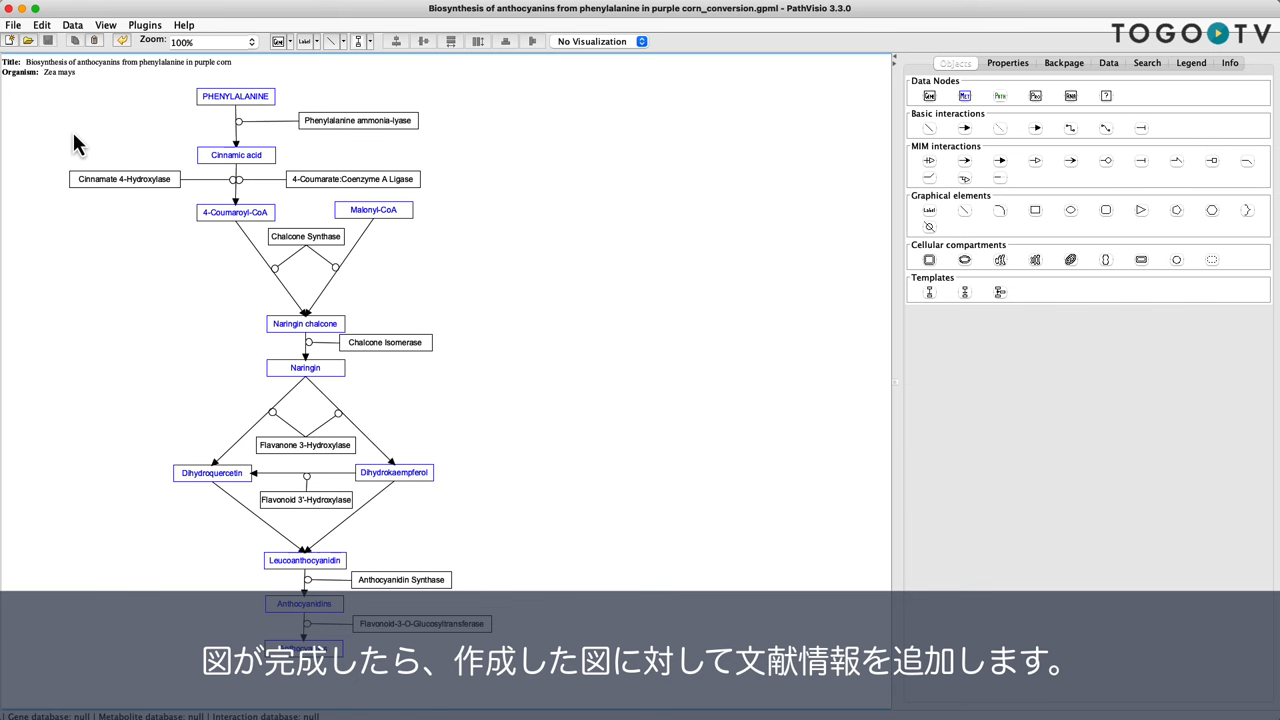 Biosynthesis of anthocyanins from phenylalanine in purple corn_conversion.gpml - PathVisio 3.3.0
File Edit Data View Plugins Help
TOGO TV
Zoom: 100%
Label
No Visualization
Title: Biosynthesis of anthocyanins from phenylalanine in purple corn
Organism: Zea mays
Objects Properties Backpage Data Search Legend Info
Data Nodes
Basic interactions
MIM interactions
Graphical elements
Label
Cellular compartments
Templates
PHENYLALANINE
Phenylalanine ammonia-lyase
Cinnamic acid
Cinnamate 4-Hydroxylase
4-Coumarate:Coenzyme A Ligase
4-Coumaroyl-CoA
Malonyl-CoA
Chalcone Synthase
Naringin chalcone
Chalcone Isomerase
Naringin
Flavanone 3-Hydroxylase
Dihydroquercetin
Dihydrokaempferol
Flavonoid 3'-Hydroxylase
Leucoanthocyanidin
Anthocyanidin Synthase
Anthocyanidins
Flavonoid-3-O-Glucosyltransferase
図が完成したら、作成した図に対して文献情報を追加します。
| Gene database: null | Metabolite database: null | Interaction database: null